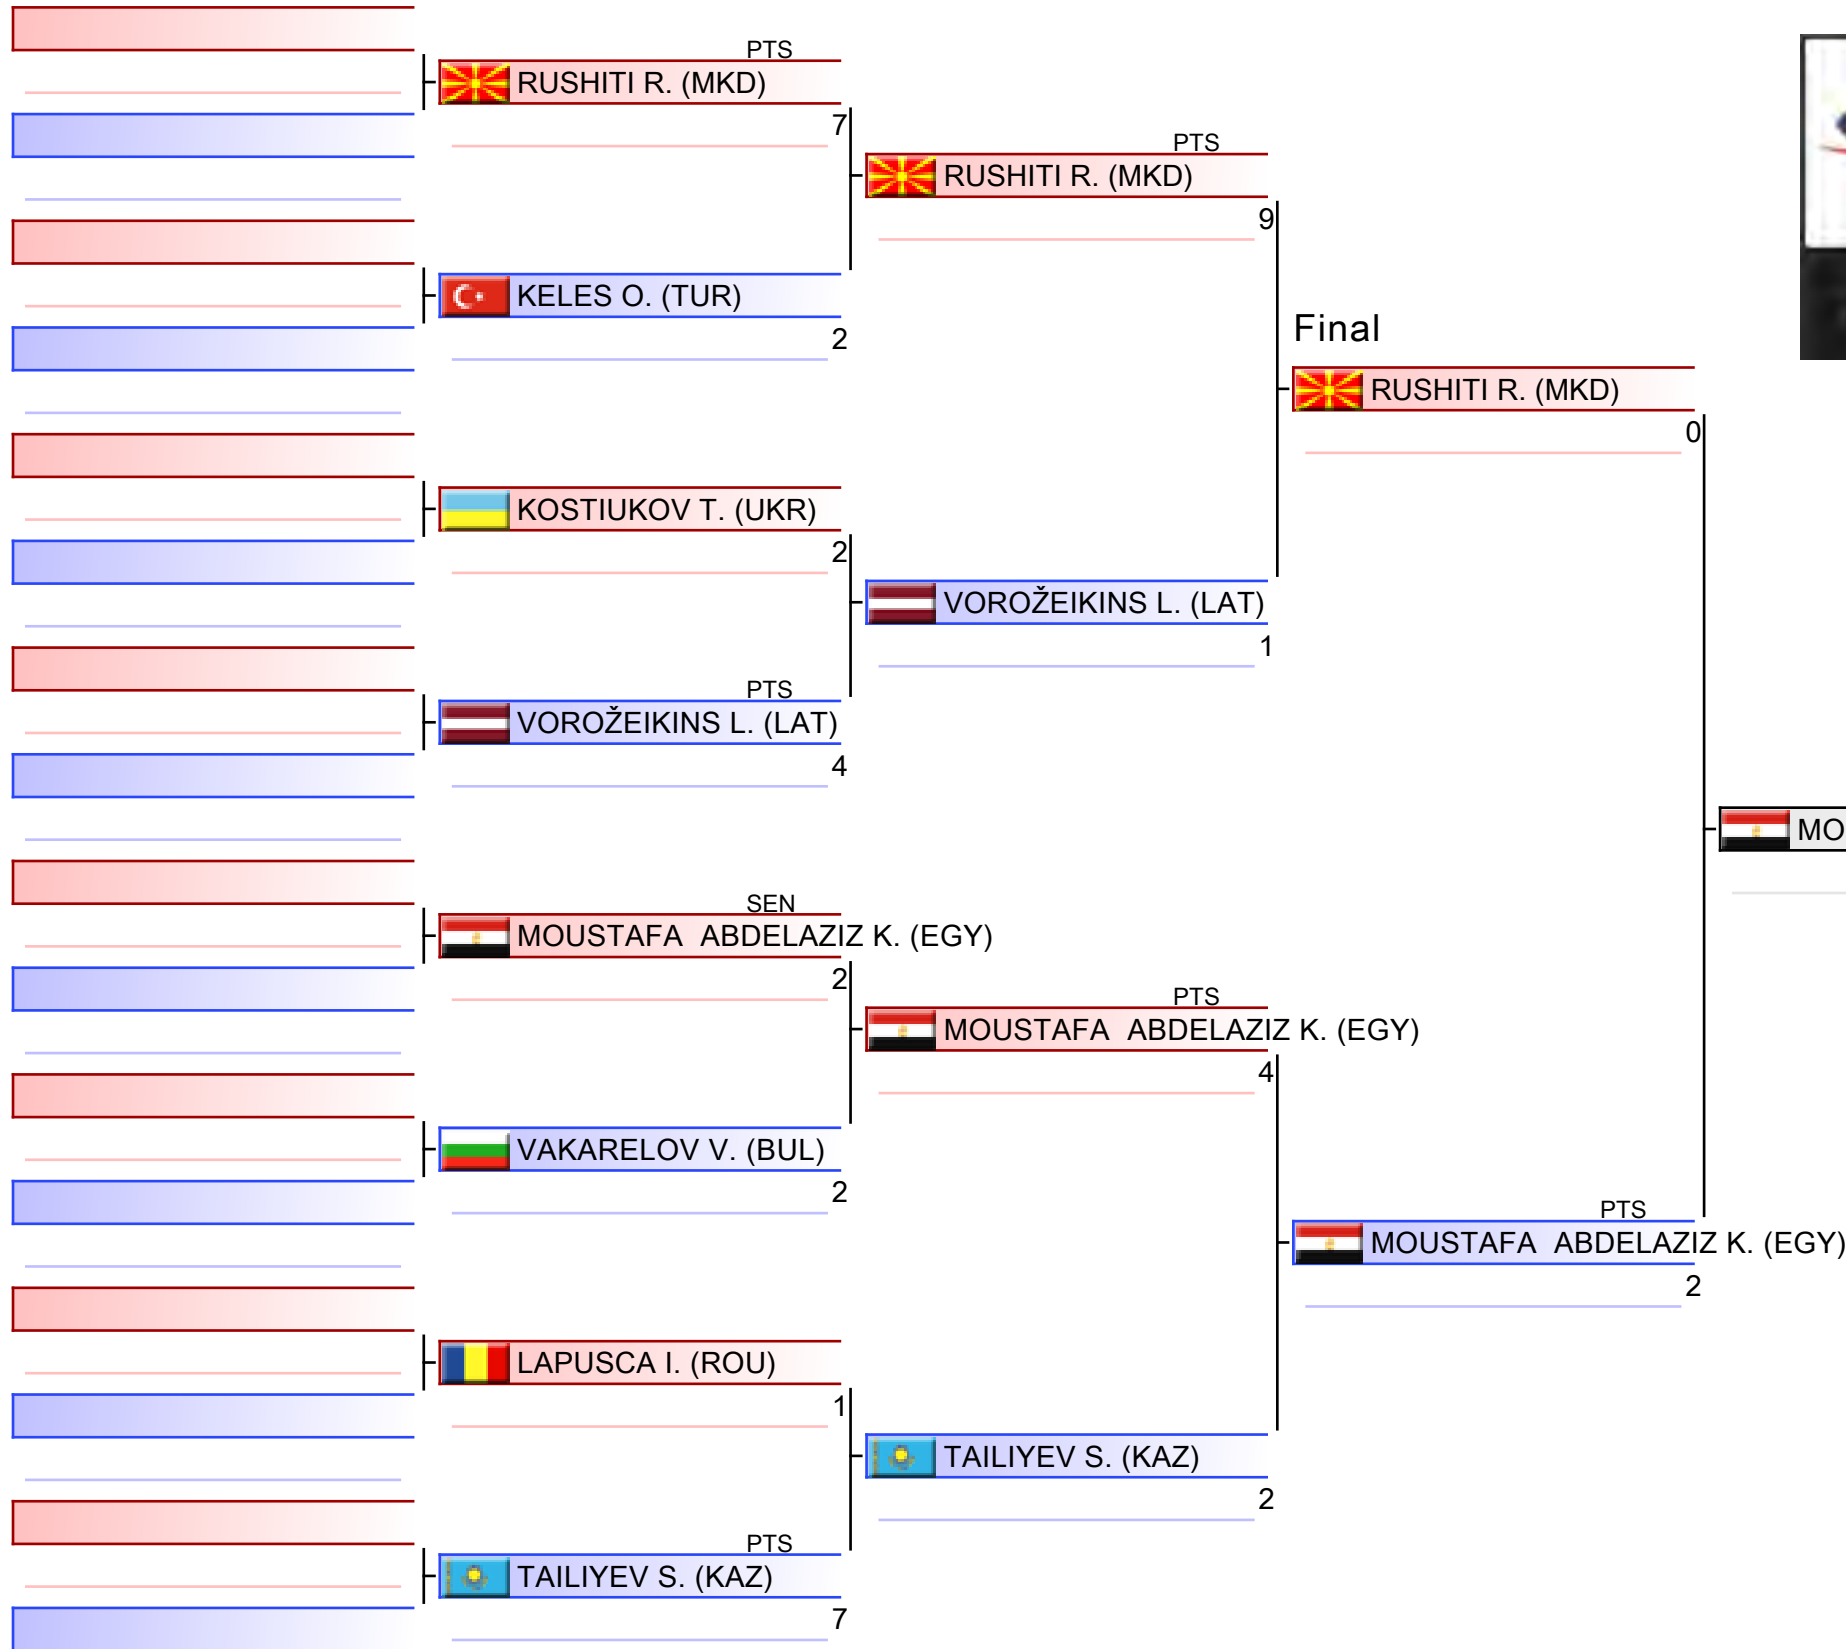 PTS
RUSHITI R. (MKD)
7
PTS
RUSHITI R. (MKD)
9
KELES O. (TUR)
2
Final
RUSHITI R. (MKD)
0
KOSTIUKOV T. (UKR)
2
VOROŽEIKINS L. (LAT)
1
PTS
VOROŽEIKINS L. (LAT)
4
MO
SEN
MOUSTAFA  ABDELAZIZ K. (EGY)
2
PTS
MOUSTAFA  ABDELAZIZ K. (EGY)
4
VAKARELOV V. (BUL)
2
PTS
MOUSTAFA  ABDELAZIZ K. (EGY)
2
LAPUSCA I. (ROU)
1
TAILIYEV S. (KAZ)
2
PTS
TAILIYEV S. (KAZ)
7